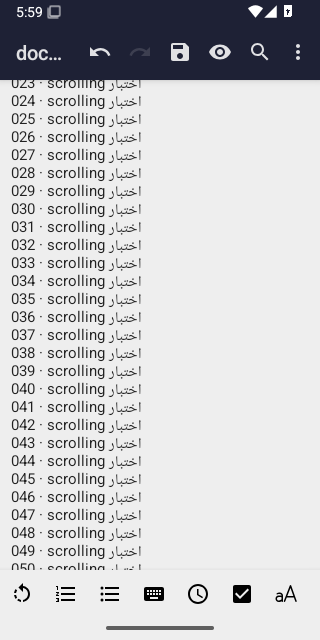 5:59
doc...
023 · scrolling اختبار
024 · scrolling اختبار
025 · scrolling اختبار
026 · scrolling اختبار
027 · scrolling اختبار
028 · scrolling اختبار
029 · scrolling اختبار
030 · scrolling اختبار
031 · scrolling اختبار
032 · scrolling اختبار
033 · scrolling اختبار
034 · scrolling اختبار
035 · scrolling اختبار
036 · scrolling اختبار
037 · scrolling اختبار
038 · scrolling اختبار
039 · scrolling اختبار
040 · scrolling اختبار
041 · scrolling اختبار
042 · scrolling اختبار
043 · scrolling اختبار
044 · scrolling اختبار
045 · scrolling اختبار
046 · scrolling اختبار
047 · scrolling اختبار
048 · scrolling اختبار
049 · scrolling اختبار
050 · scrolling اختبار
aA